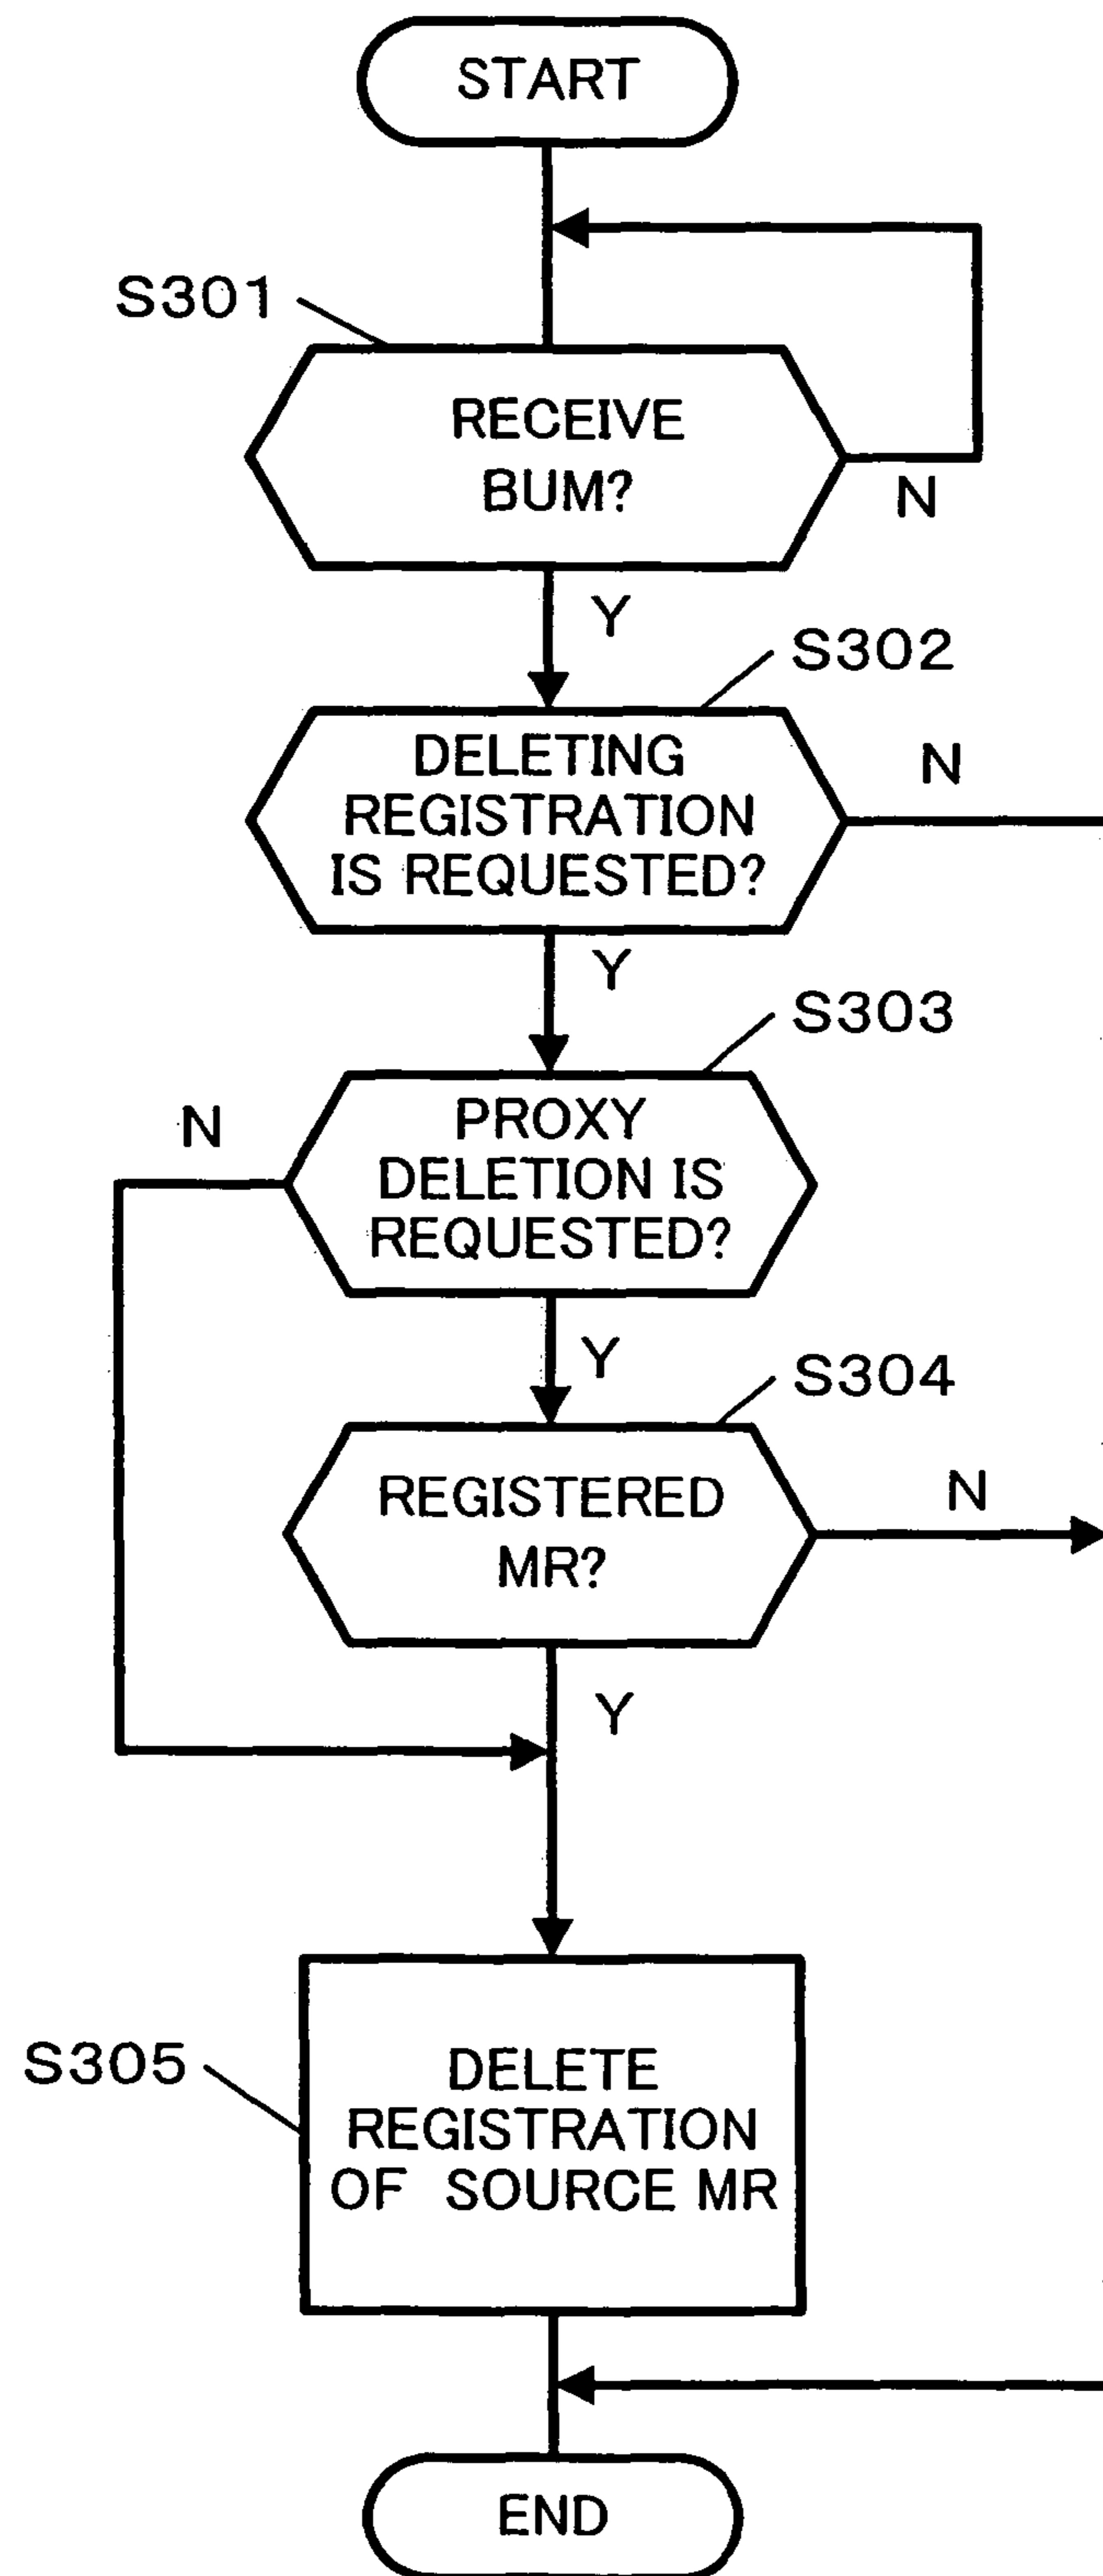 START
S301
RECEIVE
BUM?
N
Y
S302
DELETING
REGISTRATION
IS REQUESTED?
N
Y
S303
PROXY
DELETION IS
REQUESTED?
N
Y
S304
REGISTERED
MR?
N
Y
S305
DELETE
REGISTRATION
OF SOURCE MR
END